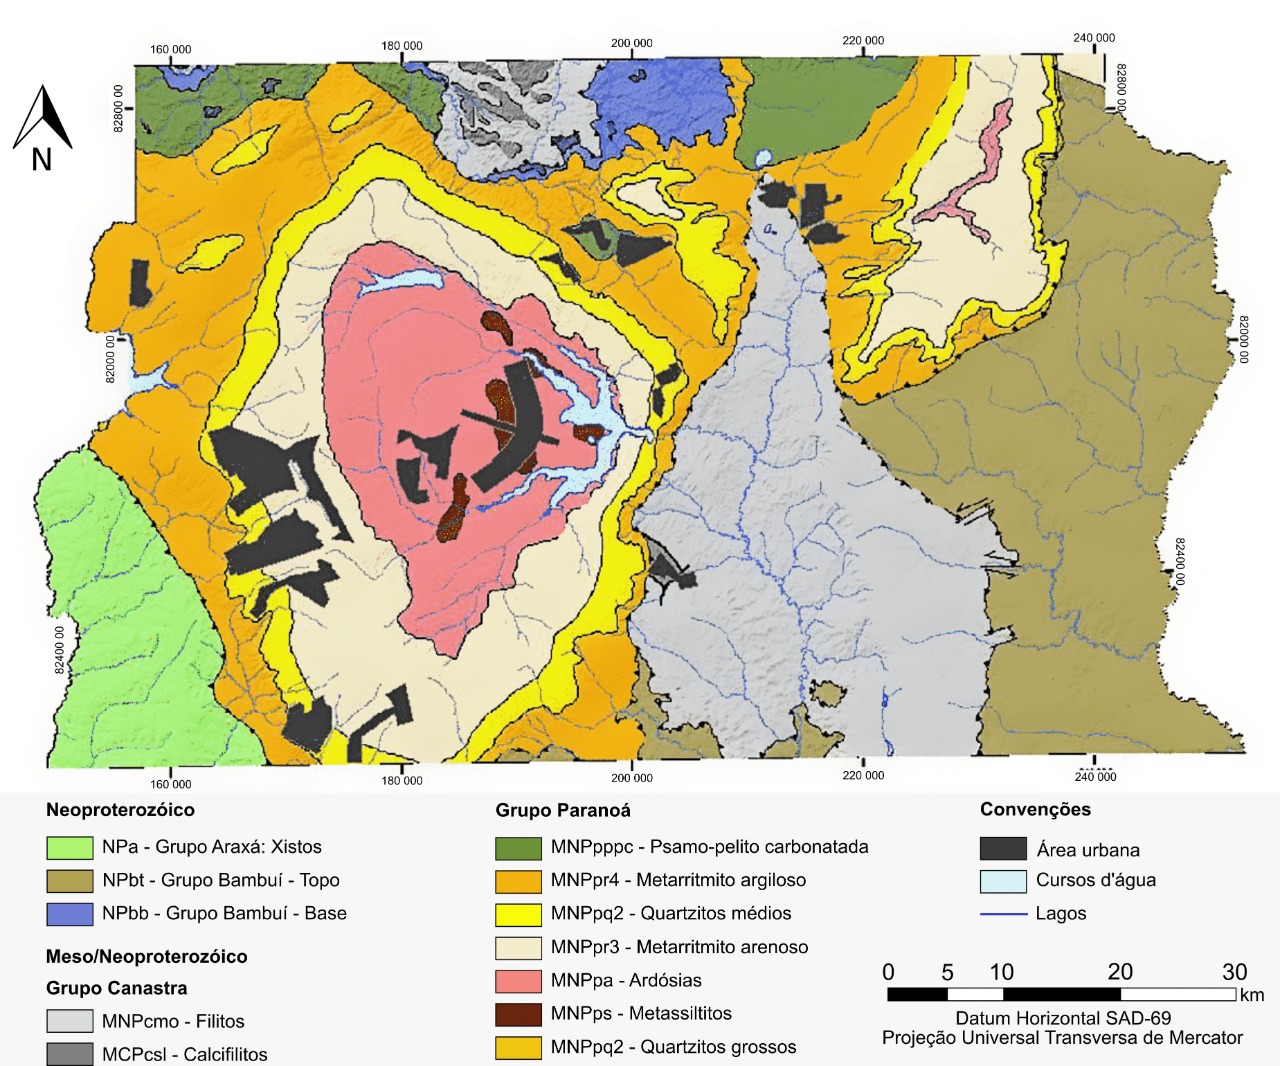 160 000
180 000
200 000
220 000
240 000
82800 00
82800 00
N
82000 00
82000 00
82400 00
82400 00
160 000
180 000
200 000
220 000
240 000
Neoproterozóico
NPa - Grupo Araxá: Xistos
NPbt - Grupo Bambuí - Topo
NPbb - Grupo Bambuí - Base
Meso/Neoproterozóico
Grupo Canastra
MNPcmo - Filitos
MCPcsl - Calcifilitos
Grupo Paranoá
MNPpppc - Psamo-pelito carbonatada
MNPpr4 - Metarritmito argiloso
MNPpq2 - Quartzitos médios
MNPpr3 - Metarritmito arenoso
MNPpa - Ardósias
MNPps - Metassiltitos
MNPpq2 - Quartzitos grossos
Convenções
Área urbana
Cursos d'água
Lagos
0 5 10 20 30
km
Datum Horizontal SAD-69
Projeção Universal Transversa de Mercator